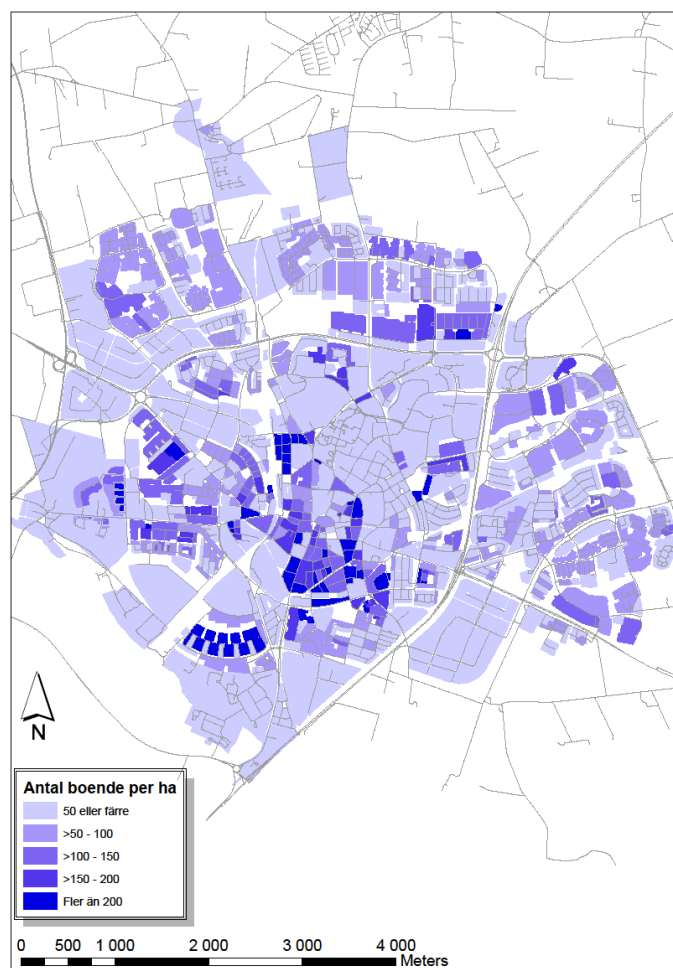 N
Antal boende per ha
50 eller färre
>50 - 100
>100 - 150
>150 - 200
Fler än 200
0 500 1 000 2 000 3 000 4 000
Meters